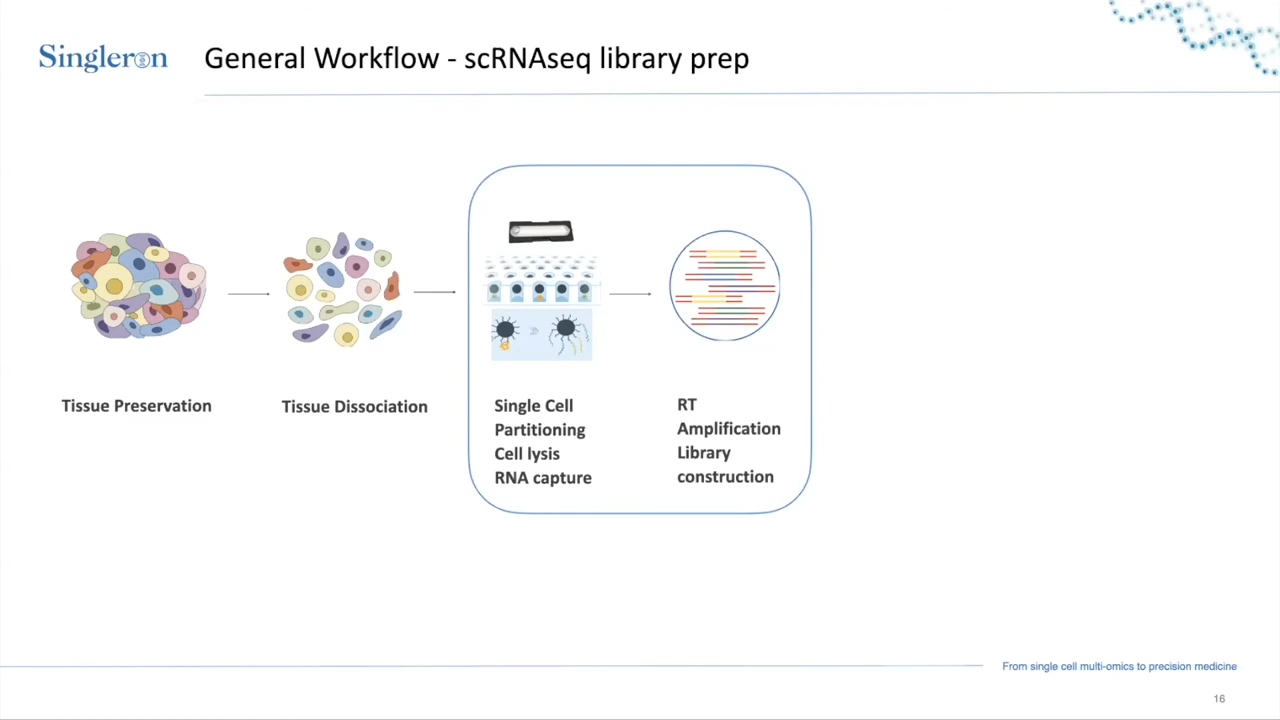 Singleron
General Workflow - scRNAseq library prep
Tissue Preservation
Tissue Dissociation
Single Cell
Partitioning
Cell lysis
RNA capture
RT
Amplification
Library
construction
From single cell multi-omics to precision medicine
16